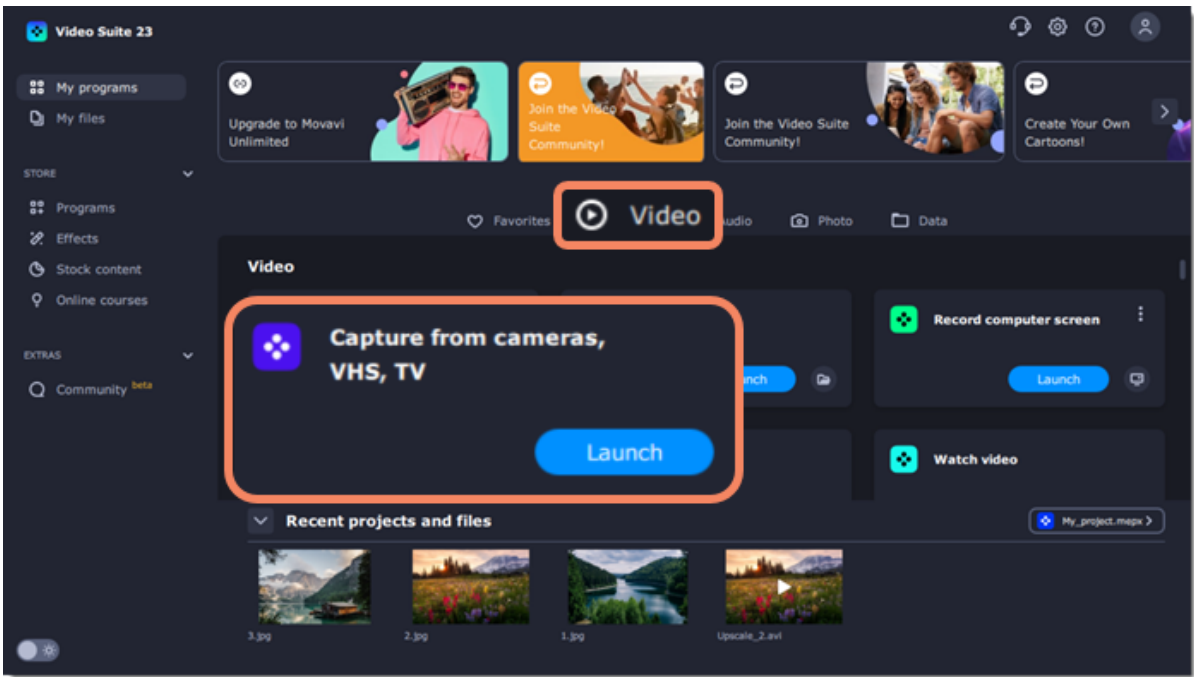 Video Suite 23
My programs
My files
STORE
Programs
Effects
Stock content
Online courses
EXTRAS
Community beta
Upgrade to Movavi
Unlimited
Join the Video
Suite
Community!
Join the Video Suite
Community!
Create Your Own
Cartoons!
Favorites
Video
udio
Photo
Data
Video
Capture from cameras,
VHS, TV
Launch
unch
Record computer screen
Launch
Watch video
Recent projects and files
My_project.mepx
3.jpg
2.jpg
1.jpg
Upscale_2.avi